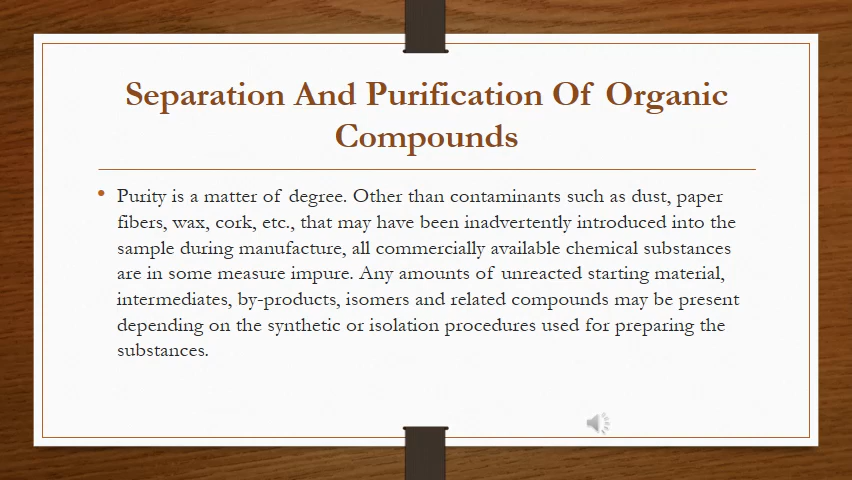 Separation And Purification Of Organic
Compounds
• Purity is a matter of degree. Other than contaminants such as dust, paper
fibers, wax, cork, etc., that may have been inadvertently introduced into the
sample during manufacture, all commercially available chemical substances
are in some measure impure. Any amounts of unreacted starting material,
intermediates, by-products, isomers and related compounds may be present
depending on the synthetic or isolation procedures used for preparing the
substances.